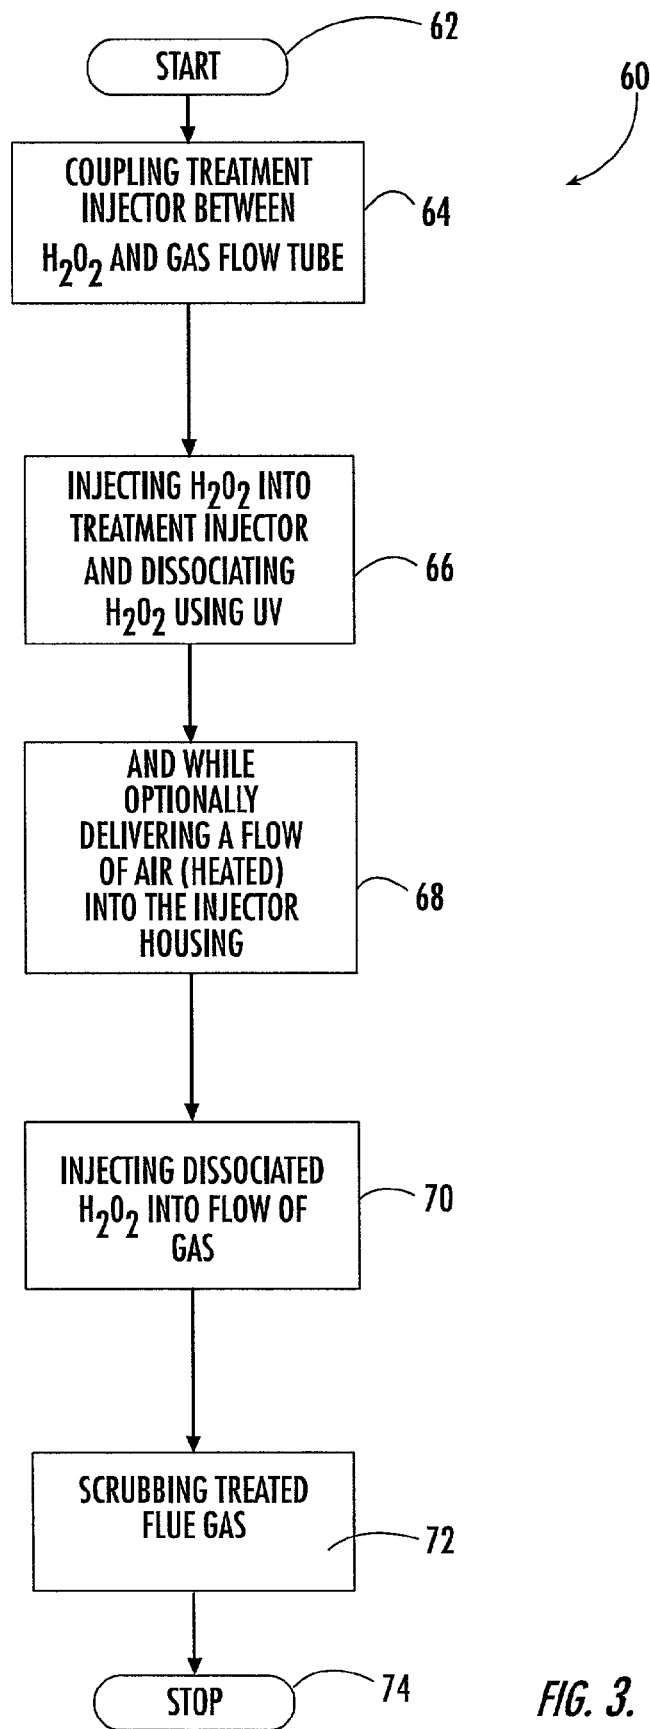 62
START
60
COUPLING TREATMENT
INJECTOR BETWEEN
H2O2 AND GAS FLOW TUBE
64
INJECTING H2O2 INTO
TREATMENT INJECTOR
AND DISSOCIATING
H2O2 USING UV
66
AND WHILE
OPTIONALLY
DELIVERING A FLOW
OF AIR (HEATED)
INTO THE INJECTOR
HOUSING
68
INJECTING DISSOCIATED
H2O2 INTO FLOW OF
GAS
70
SCRUBBING TREATED
FLUE GAS
72
STOP
74
FIG. 3.